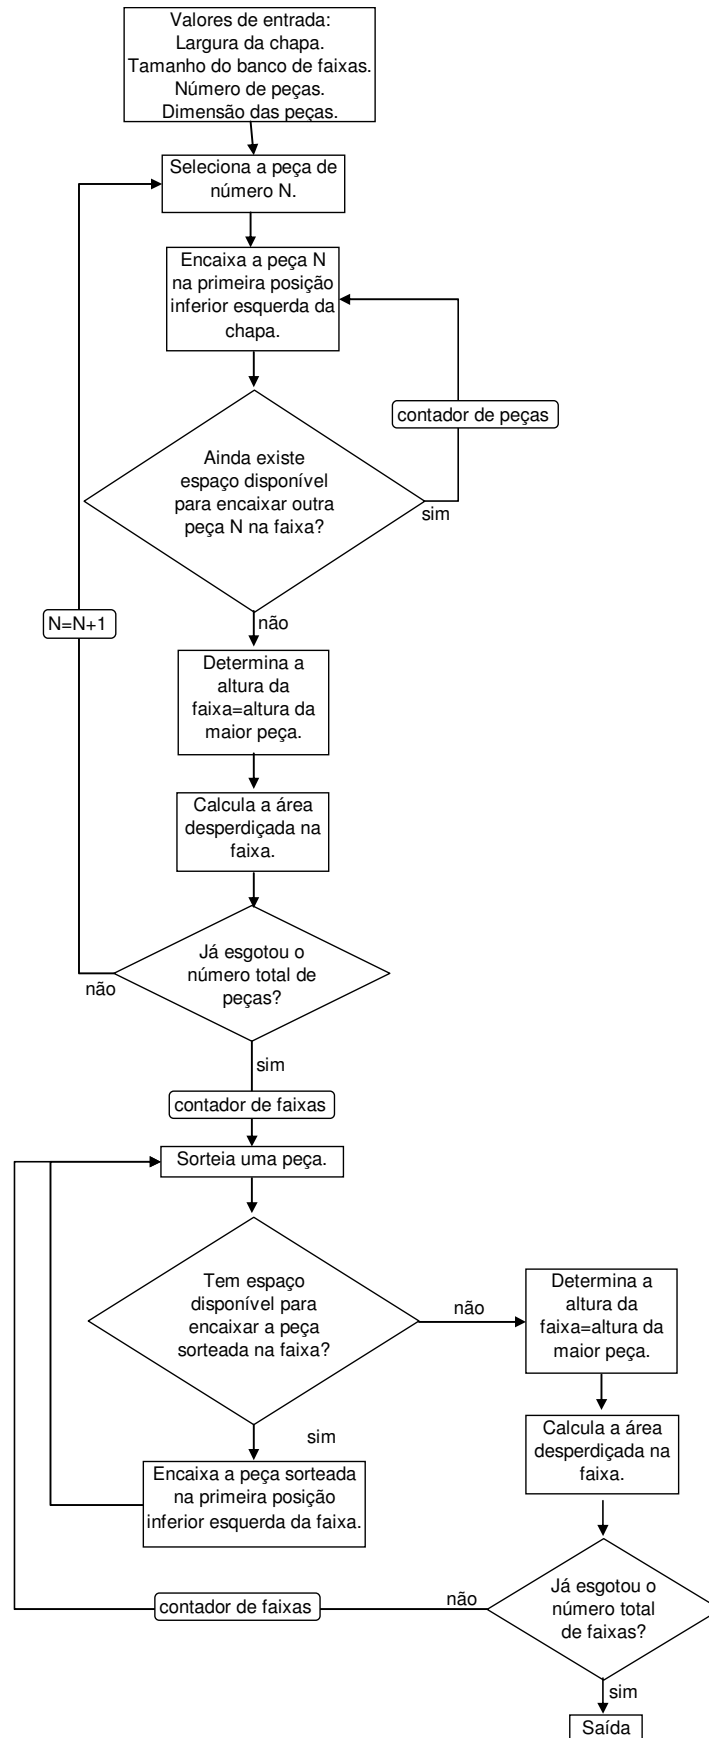 Valores de entrada:
Largura da chapa.
Tamanho do banco de faixas.
Número de peças.
Dimensão das peças.
Seleciona a peça de
número N.
Encaixa a peça N
na primeira posição
inferior esquerda da
chapa.
contador de peças
Ainda existe
espaço disponível
para encaixar outra
peça N na faixa?
sim
não
N=N+1
Determina a
altura da
faixa=altura da
maior peça.
Calcula a área
desperdiçada na
faixa.
Já esgotou o
número total de
peças?
não
sim
contador de faixas
Sorteia uma peça.
Tem espaço
disponível para
encaixar a peça
sorteada na faixa?
não
Determina a
altura da
faixa=altura da
maior peça.
sim
Calcula a área
desperdiçada na
faixa.
Encaixa a peça sorteada
na primeira posição
inferior esquerda da faixa.
Já esgotou o
número total
de faixas?
não
contador de faixas
sim
Saída